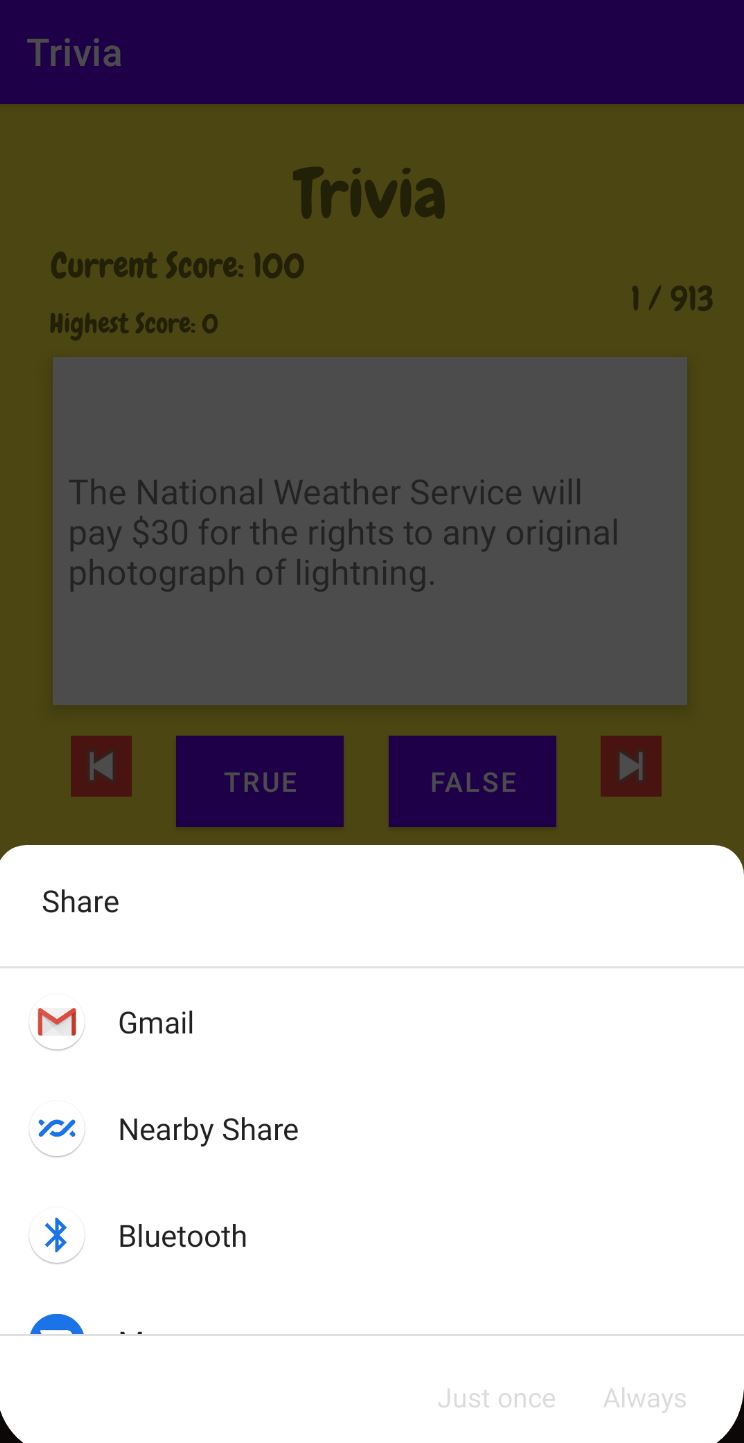 Trivia
Trivia
Current Score: 100
1 / 913
Highest Score: 0
The National Weather Service will
pay $30 for the rights to any original
photograph of lightning.
TRUE
FALSE
Share
Gmail
Nearby Share
Bluetooth
Just once
Always